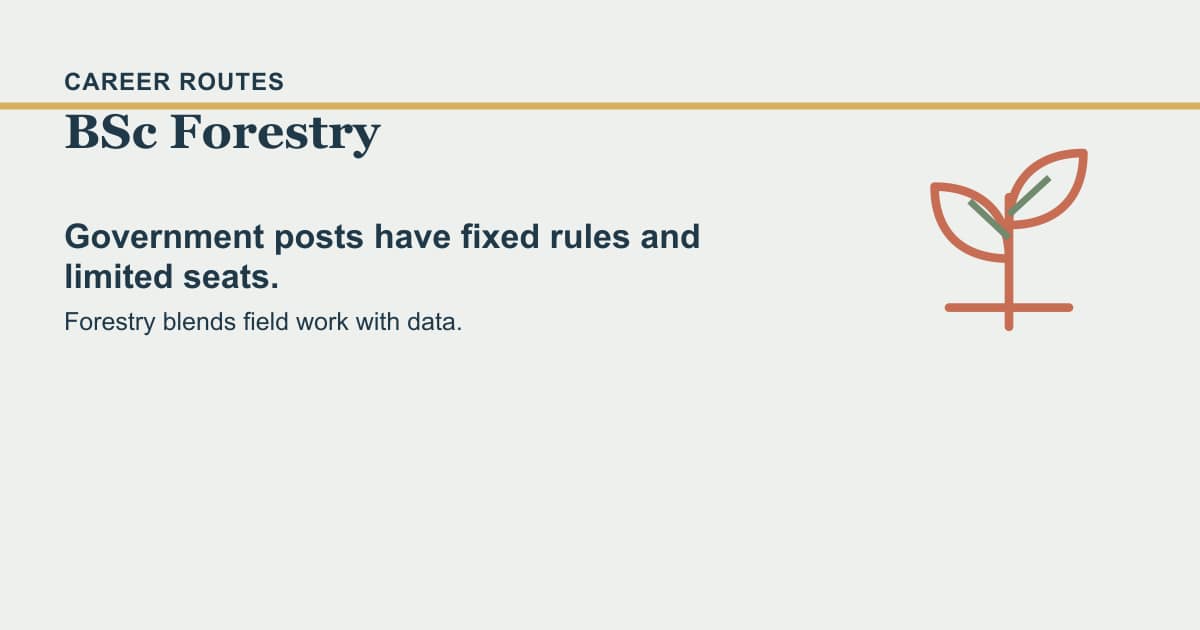 CAREER ROUTES
BSc Forestry
Government posts have fixed rules and
limited seats.
Forestry blends field work with data.